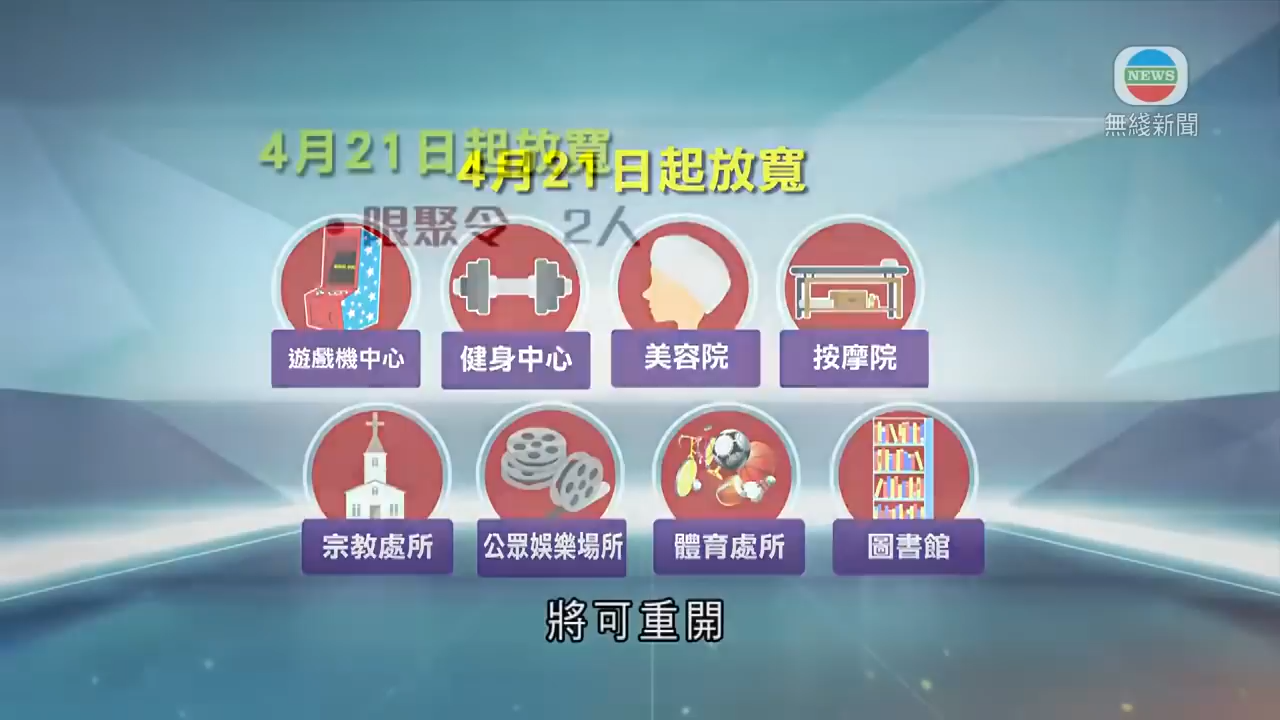 NEWS
無綫新聞
4月21日起放寬
4月21日起放寬
• 限聚令 2人
遊戲機中心
健身中心
美容院
按摩院
宗教處所
公眾娛樂場所
體育處所
圖書館
將可重開